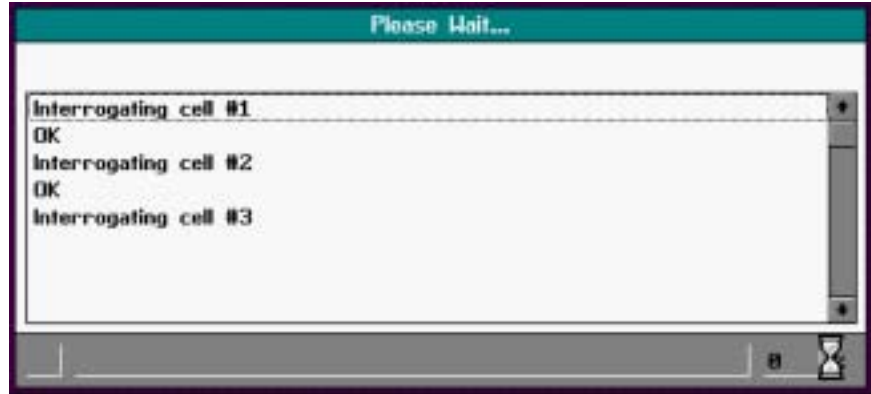 Please Wait...
Interrogating cell #1
OK
Interrogating cell #2
OK
Interrogating cell #3
0